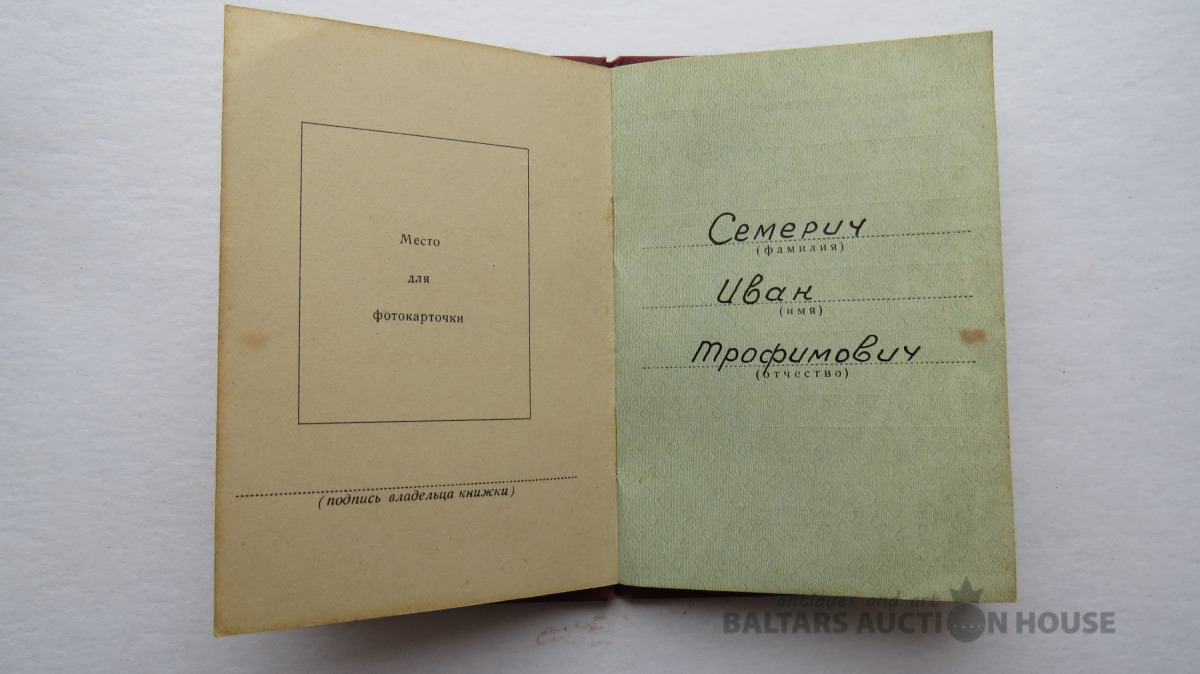 Место
для
фотокарточки
(подпись владельца книжки)
Семерич
(фамилия)
Иван
(имя)
Трофимович
(отчество)
antiques and art
BALTARS AUCTION HOUSE